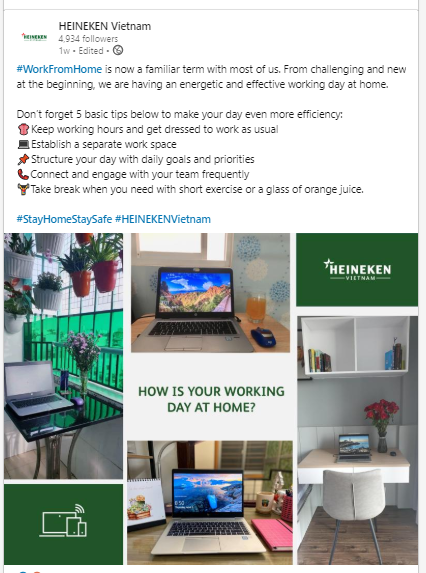 HEINEKEN
HEINEKEN Vietnam
4,934 followers
1w • Edited •
#WorkFromHome is now a familiar term with most of us. From challenging and new
at the beginning, we are having an energetic and effective working day at home.
Don't forget 5 basic tips below to make your day even more efficiency:
Keep working hours and get dressed to work as usual
Establish a separate work space
Structure your day with daily goals and priorities
Connect and engage with your team frequently
Take break when you need with short exercise or a glass of orange juice.
#StayHomeStaySafe #HEINEKENVietnam
HEINEKEN
VIETNAM
HOW IS YOUR WORKING
DAY AT HOME?